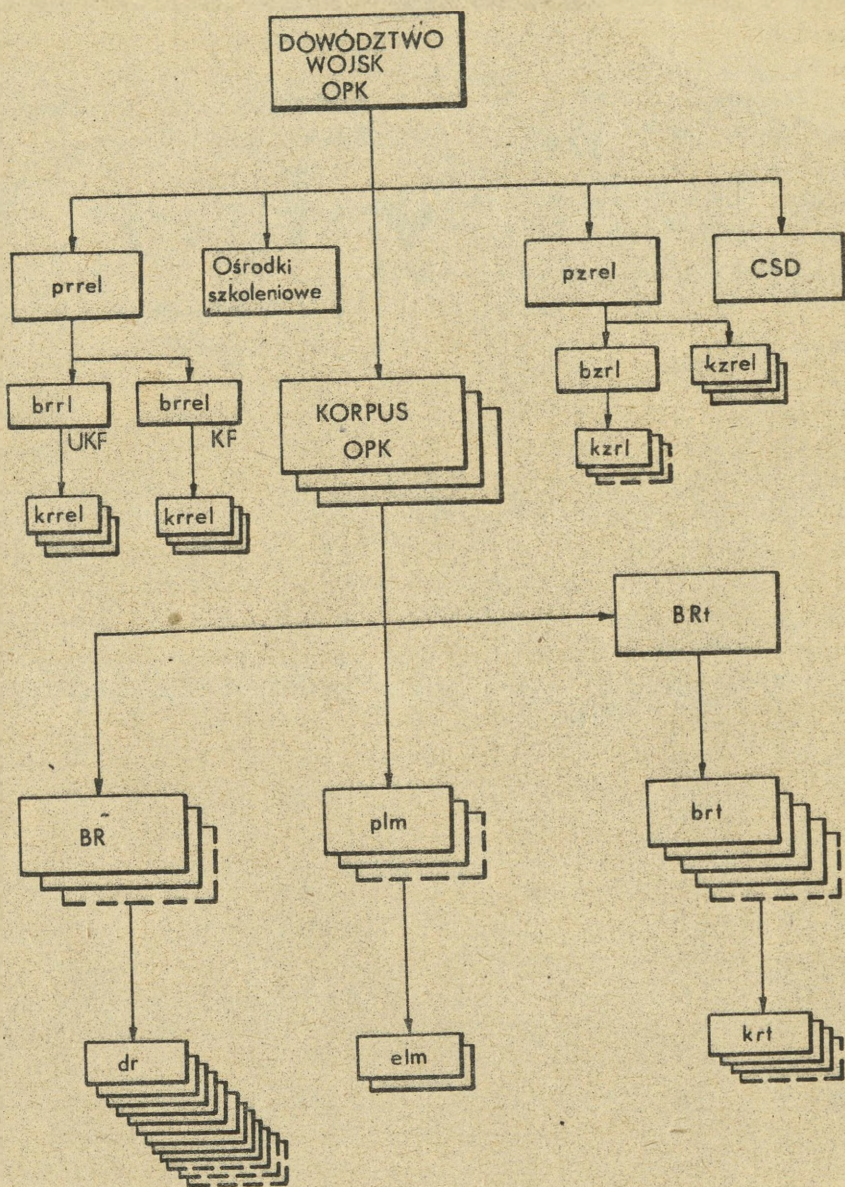 DOWÓDZTWO
WOJSK
OPK
prrel
Ośrodki
szkoleniowe
pzrel
CSD
brrl
UKF
brrel
KF
KORPUS
OPK
bzrl
kzrel
kzrl
krrel
krrel
BRt
BR
plm
brt
dr
elm
krt